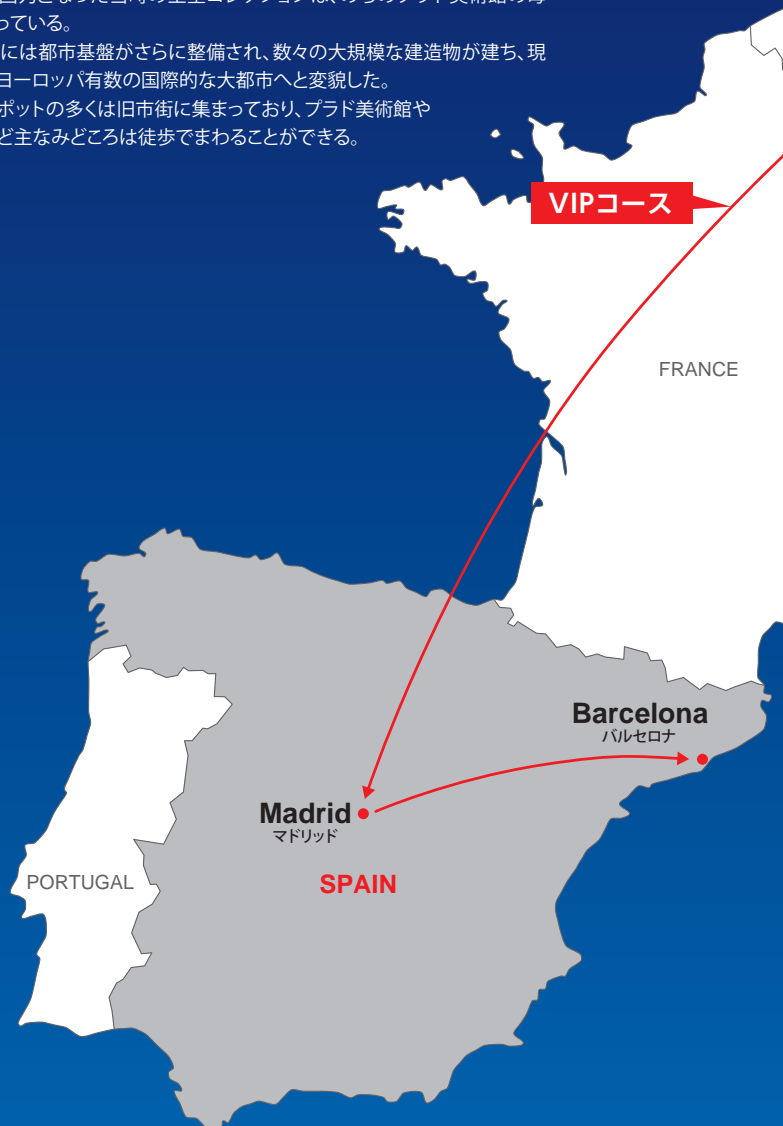 っている。
には都市基盤がさらに整備され、数々の大規模な建造物が建ち、現
ヨーロッパ有数の国際的な大都市へと変貌した。
ポットの多くは旧市街に集まっており、プラド美術館や
ど主なみどころは徒歩でまわることができる。
VIPコース
FRANCE
Barcelona
バルセロナ
Madrid
マドリッド
PORTUGAL
SPAIN